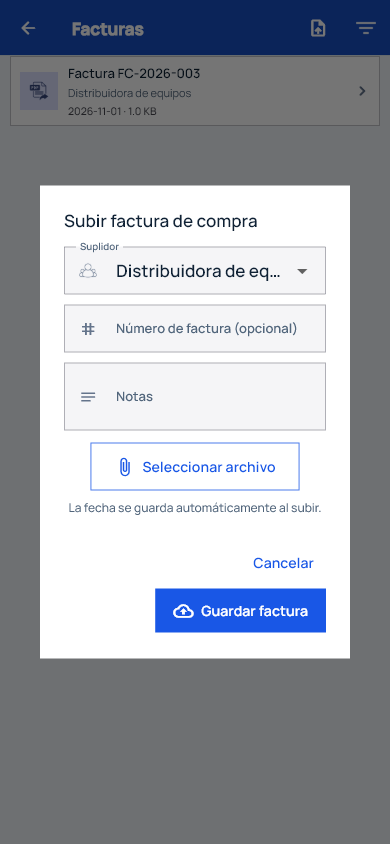 Facturas
Factura FC-2026-003
Distribuidora de equipos
2026-11-01 · 1.0 KB
Subir factura de compra
Suplidor
Distribuidora de eq...
Número de factura (opcional)
Notas
Seleccionar archivo
La fecha se guarda automáticamente al subir.
Cancelar
Guardar factura